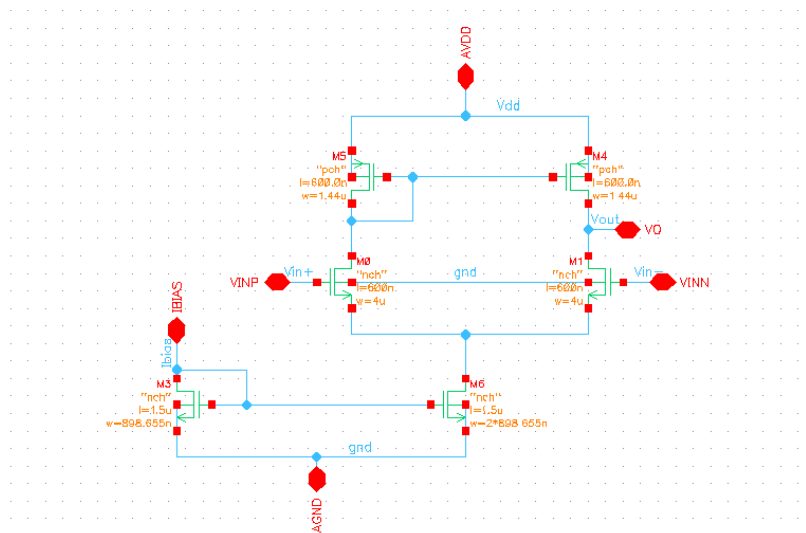 AVDD
Vdd
M5
"pch"
l=600.0n
w=1.44u
M4
"pch"
l=600.0n
w=1.44u
Vout
VO
M0
"nch"
l=600n
w=4u
gnd
M1
"nch"
l=600n
w=4u
VINP
Vin+
Vin-
VINN
IBIAS
Ibias
M3
"nch"
l=1.5u
w=898.655n
M6
"nch"
l=1.5u
w=2*898.655n
gnd
AGND